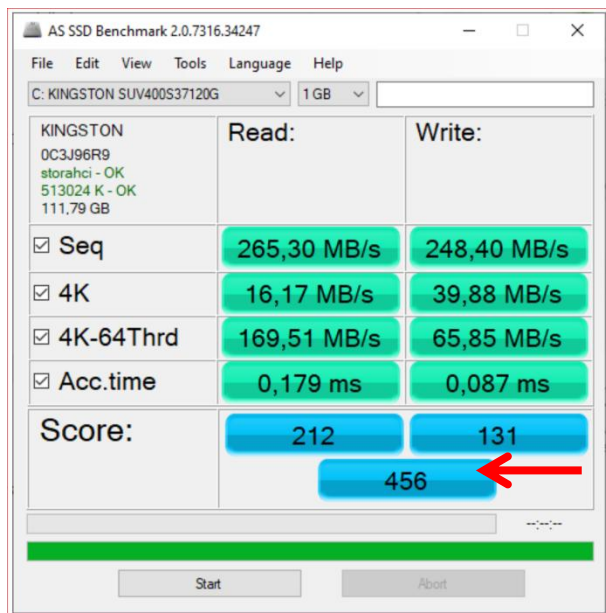 AS SSD Benchmark 2.0.7316.34247
File Edit View Tools Language Help
C: KINGSTON SUV400S37120G 1 GB
KINGSTON
0C3J96R9
storahci - OK
513024 K - OK
111,79 GB
Read: Write:
Seq 265,30 MB/s 248,40 MB/s
4K 16,17 MB/s 39,88 MB/s
4K-64Thrd 169,51 MB/s 65,85 MB/s
Acc.time 0,179 ms 0,087 ms
Score: 212 131
456
--:--:--
Start Abort